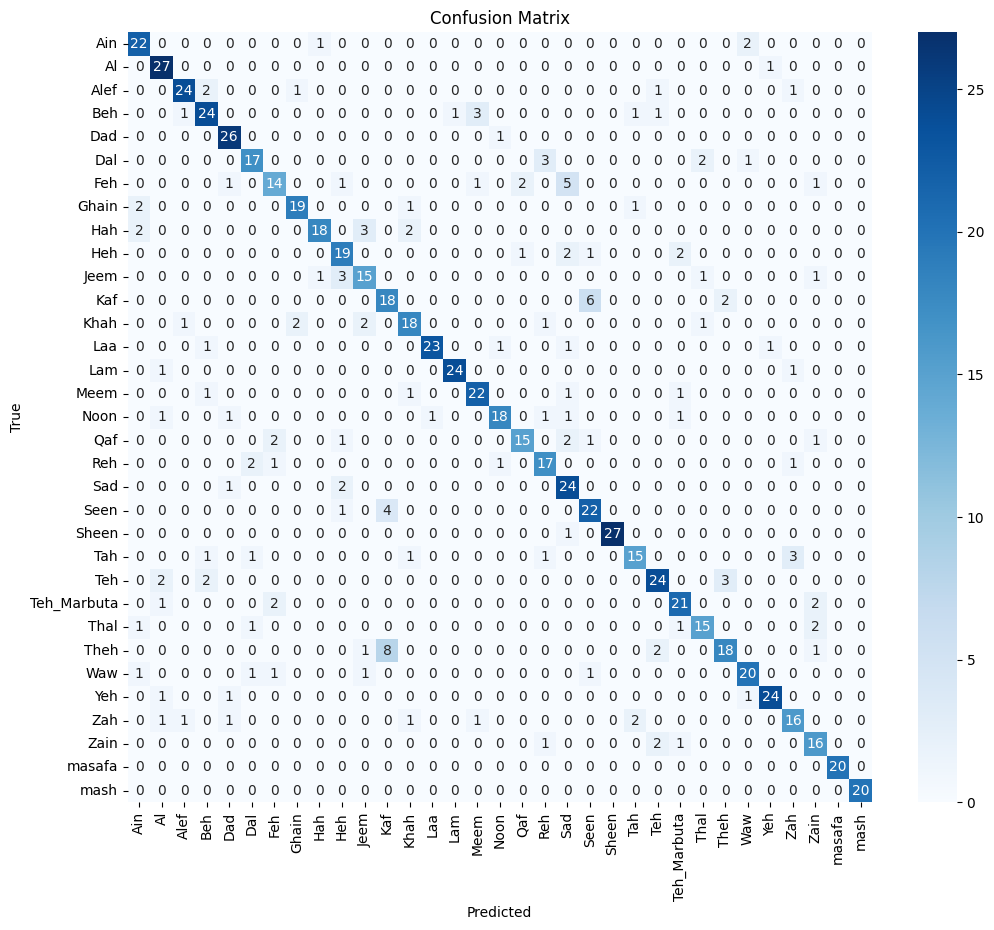 Confusion Matrix
Ain 22 0 0 0 0 0 0 0 1 0 0 0 0 0 0 0 0 0 0 0 0 0 0 0 0 0 0 2 0 0 0 0 0
Al 0 27 0 0 0 0 0 0 0 0 0 0 0 0 0 0 0 0 0 0 0 0 0 0 0 0 0 0 1 0 0 0 0
Alef 0 0 24 2 0 0 0 1 0 0 0 0 0 0 0 0 0 0 0 0 0 0 0 1 0 0 0 0 0 1 0 0 0
Beh 0 0 1 24 0 0 0 0 0 0 0 0 0 0 1 3 0 0 0 0 0 0 1 1 0 0 0 0 0 0 0 0 0
Dad 0 0 0 0 26 0 0 0 0 0 0 0 0 0 0 0 1 0 0 0 0 0 0 0 0 0 0 0 0 0 0 0 0
Dal 0 0 0 0 0 17 0 0 0 0 0 0 0 0 0 0 0 0 3 0 0 0 0 0 0 2 0 1 0 0 0 0 0
Feh 0 0 0 0 1 0 14 0 0 1 0 0 0 0 0 1 0 2 0 5 0 0 0 0 0 0 0 0 0 0 1 0 0
Ghain 2 0 0 0 0 0 0 19 0 0 0 0 1 0 0 0 0 0 0 0 0 0 1 0 0 0 0 0 0 0 0 0 0
Hah 2 0 0 0 0 0 0 0 18 0 3 0 2 0 0 0 0 0 0 0 0 0 0 0 0 0 0 0 0 0 0 0 0
Heh 0 0 0 0 0 0 0 0 0 19 0 0 0 0 0 0 0 1 0 2 1 0 0 0 2 0 0 0 0 0 0 0 0
Jeem 0 0 0 0 0 0 0 0 1 3 15 0 0 0 0 0 0 0 0 0 0 0 0 0 0 1 0 0 0 0 1 0 0
Kaf 0 0 0 0 0 0 0 0 0 0 0 18 0 0 0 0 0 0 0 0 6 0 0 0 0 0 2 0 0 0 0 0 0
Khah 0 0 1 0 0 0 0 2 0 0 2 0 18 0 0 0 0 0 1 0 0 0 0 0 0 1 0 0 0 0 0 0 0
Laa 0 0 0 1 0 0 0 0 0 0 0 0 0 23 0 0 1 0 0 1 0 0 0 0 0 0 0 0 1 0 0 0 0
Lam 0 1 0 0 0 0 0 0 0 0 0 0 0 0 24 0 0 0 0 0 0 0 0 0 0 0 0 0 0 1 0 0 0
Meem 0 0 0 1 0 0 0 0 0 0 0 0 1 0 0 22 0 0 0 1 0 0 0 0 1 0 0 0 0 0 0 0 0
Noon 0 1 0 0 1 0 0 0 0 0 0 0 0 1 0 0 18 0 1 1 0 0 0 0 1 0 0 0 0 0 0 0 0
Qaf 0 0 0 0 0 0 2 0 0 1 0 0 0 0 0 0 0 15 0 2 1 0 0 0 0 0 0 0 0 0 1 0 0
Reh 0 0 0 0 0 2 1 0 0 0 0 0 0 0 0 0 1 0 17 0 0 0 0 0 0 0 0 0 0 1 0 0 0
Sad 0 0 0 0 1 0 0 0 0 2 0 0 0 0 0 0 0 0 0 24 0 0 0 0 0 0 0 0 0 0 0 0 0
Seen 0 0 0 0 0 0 0 0 0 1 0 4 0 0 0 0 0 0 0 0 22 0 0 0 0 0 0 0 0 0 0 0 0
Sheen 0 0 0 0 0 0 0 0 0 0 0 0 0 0 0 0 0 0 0 1 0 27 0 0 0 0 0 0 0 0 0 0 0
Tah 0 0 0 1 0 1 0 0 0 0 0 0 1 0 0 0 0 0 1 0 0 0 15 0 0 0 0 0 0 3 0 0 0
Teh 0 2 0 2 0 0 0 0 0 0 0 0 0 0 0 0 0 0 0 0 0 0 0 24 0 0 3 0 0 0 0 0 0
Teh_Marbuta 0 1 0 0 0 0 2 0 0 0 0 0 0 0 0 0 0 0 0 0 0 0 0 0 21 0 0 0 0 0 2 0 0
Thal 1 0 0 0 0 1 0 0 0 0 0 0 0 0 0 0 0 0 0 0 0 0 0 0 1 15 0 0 0 0 2 0 0
Theh 0 0 0 0 0 0 0 0 0 0 1 8 0 0 0 0 0 0 0 0 0 0 0 2 0 0 18 0 0 0 1 0 0
Waw 1 0 0 0 0 1 1 0 0 0 1 0 0 0 0 0 0 0 0 0 1 0 0 0 0 0 0 20 0 0 0 0 0
Yeh 0 1 0 0 1 0 0 0 0 0 0 0 0 0 0 0 0 0 0 0 0 0 0 0 0 0 0 1 24 0 0 0 0
Zah 0 1 1 0 1 0 0 0 0 0 0 0 1 0 0 1 0 0 0 0 0 0 2 0 0 0 0 0 0 16 0 0 0
Zain 0 0 0 0 0 0 0 0 0 0 0 0 0 0 0 0 0 0 1 0 0 0 0 2 1 0 0 0 0 0 16 0 0
masafa 0 0 0 0 0 0 0 0 0 0 0 0 0 0 0 0 0 0 0 0 0 0 0 0 0 0 0 0 0 0 0 20 0
mash 0 0 0 0 0 0 0 0 0 0 0 0 0 0 0 0 0 0 0 0 0 0 0 0 0 0 0 0 0 0 0 0 20
Ain Al Alef Beh Dad Dal Feh Ghain Hah Heh Jeem Kaf Khah Laa Lam Meem Noon Qaf Reh Sad Seen Sheen Tah Teh Teh_Marbuta Thal Theh Waw Yeh Zah Zain masafa mash
Predicted
True
25
20
15
10
5
0